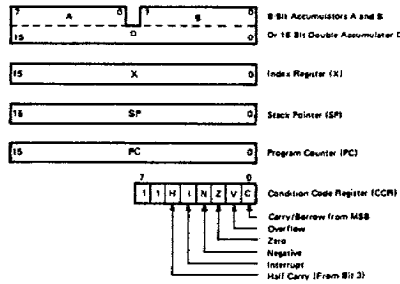 7 A 0 7 B 0 8 Bit Accumulators A and B
15 D 0 Or 16 Bit Double Accumulator D
15 X 0 Index Register (X)
15 SP 0 Stack Pointer (SP)
15 PC 0 Program Counter (PC)
7 0
1 1 H I N Z V C Condition Code Register (CCR)
Carry/Borrow from MSB
Overflow
Zero
Negative
Interrupt
Half Carry (From Bit 3)